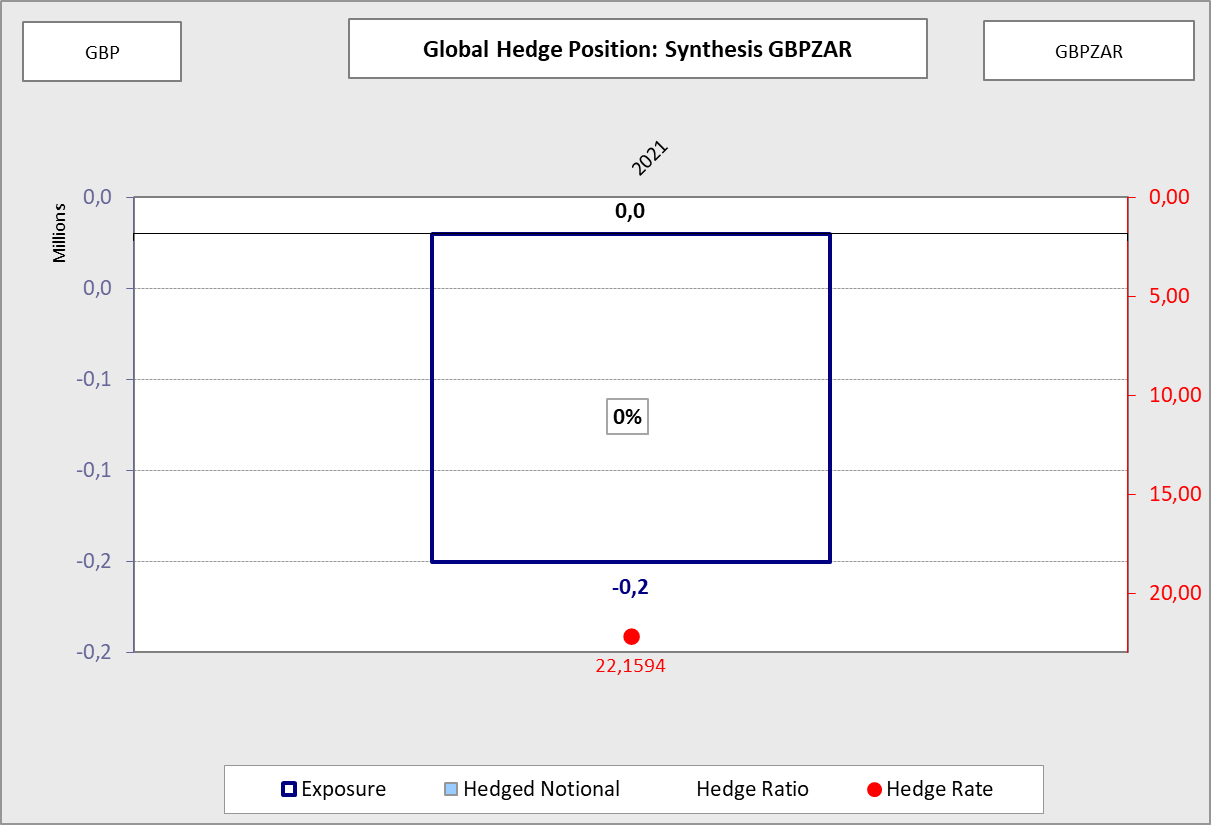 GBP
Global Hedge Position: Synthesis GBPZAR
GBPZAR
2021
Millions
0,0
0,0
-0,1
-0,1
-0,2
-0,2
0,0
0%
-0,2
22,1594
0,00
5,00
10,00
15,00
20,00
Exposure
Hedged Notional
Hedge Ratio
Hedge Rate